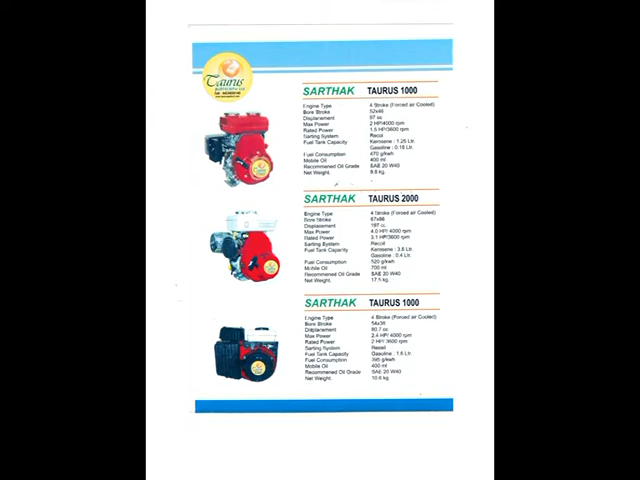 Taurus
SARTHAK TAURUS 1000
Engine Type 4 Stroke (Forced air Cooled)
Bore Stroke 52x46
Displacement 97 cc
Max Power 2 HP/4000 rpm
Rated Power 1.5 HP/3600 rpm
Sarting System Recoil
Fuel Tank Capacity Kerosene : 1.25 Ltr.
Gasoline : 0.18 Ltr.
Fuel Consumption 470 g/kwh
Mobile Oil 400 ml
Recommened Oil Grade SAE 20 W40
Net Weight. 9.8 kg.
SARTHAK TAURUS 2000
Engine Type 4 Stroke (Forced air Cooled)
Bore Stroke
Displacement 197 cc
Max Power 4.0 HP/ 4000 rpm
Rated Power 3.1 HP/3600 rpm
Sarting System Recoil
Fuel Tank Capacity Kerosene : 3.6 Ltr.
Gasoline : 0.4 Ltr.
Fuel Consumption 520 g/kwh
Mobile Oil 700 ml
Recommened Oil Grade SAE 20 W40
Net Weight. 17.5 kg.
SARTHAK TAURUS 1000
Engine Type 4 Stroke (Forced air Cooled)
Bore Stroke
Displacement 80.7 cc
Max Power 2.4 HP/ 4000 rpm
Rated Power 2 HP/ 3600 rpm
Sarting System Recoil
Fuel Tank Capacity Gasoline : 1.6 Ltr.
Fuel Consumption 395 g/kwh
Mobile Oil 400 ml
Recommened Oil Grade SAE 20 W40
Net Weight. 10.6 kg